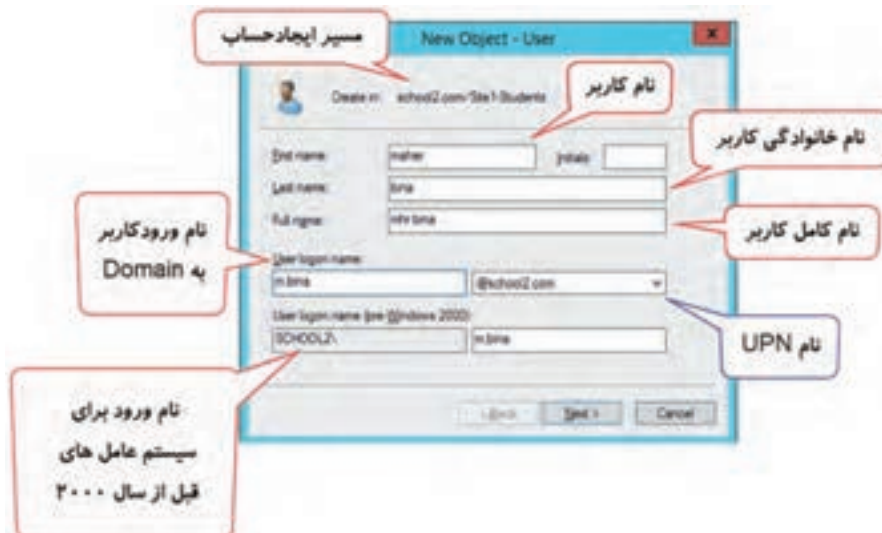 مسیر ایجادحساب
New Object - User
X
Create in: school2.com/Site1-Students
نام کاربر
First name: maher Initials:
نام خانوادگی کاربر
Last name: bina
Full name: mhr bina
نام کامل کاربر
نام ورودکاربر
به Domain
User logon name:
m.bina @school2.com
نام UPN
User logon name (pre-Windows 2000):
SCHOOL2\ m.bina
نام ورود برای
سیستم عامل های
قبل از سال ۲۰۰۰
< Back Next > Cancel